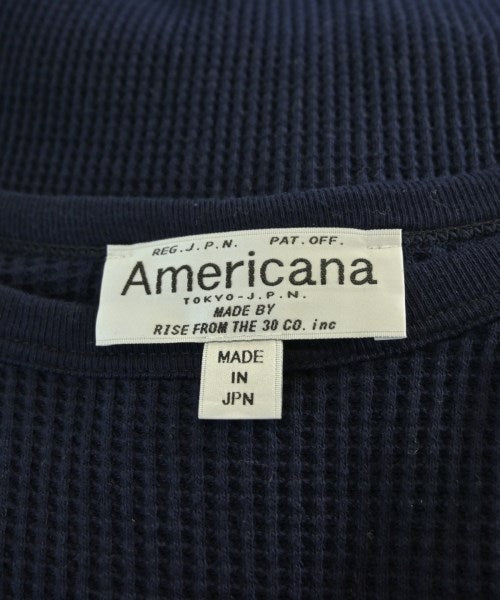 REG.J.P.N. PAT.OFF.
Americana
TOKYO-J.P.N.
MADE BY
RISE FROM THE 30 CO. inc
MADE
IN
JPN